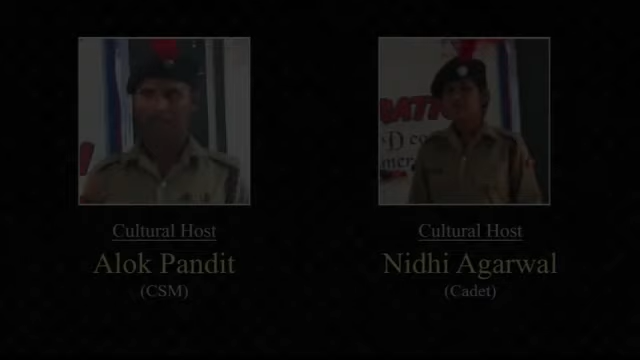 Cultural Host
Alok Pandit
(CSM)
Cultural Host
Nidhi Agarwal
(Cadet)